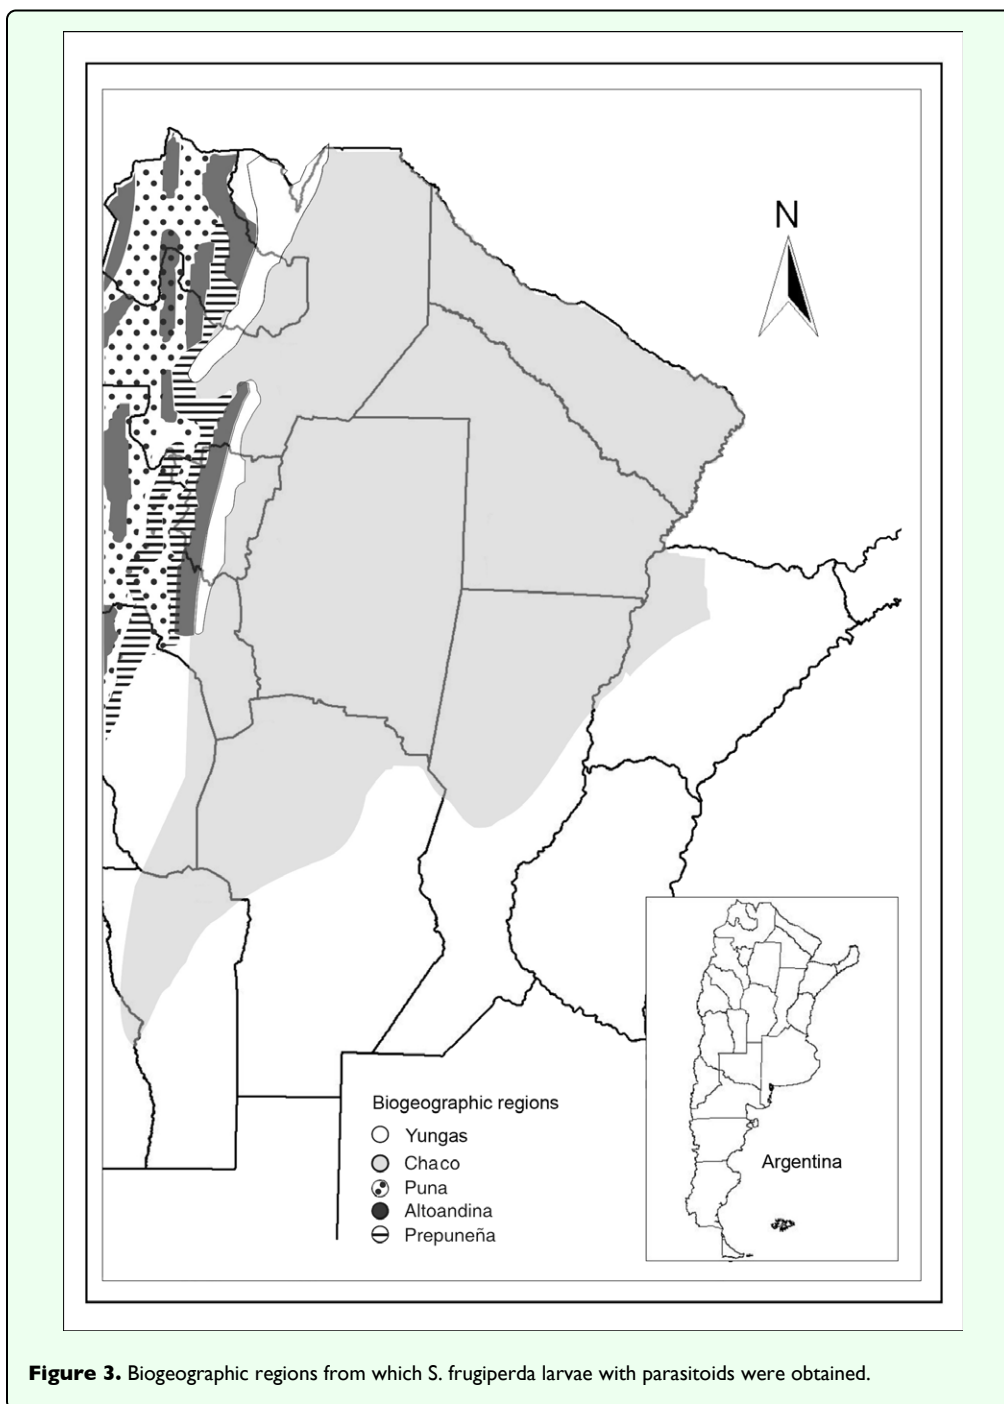 N
Biogeographic regions
Yungas
Chaco
Puna
Altoandina
Prepuneña
Argentina
Figure 3. Biogeographic regions from which S. frugiperda larvae with parasitoids were obtained.